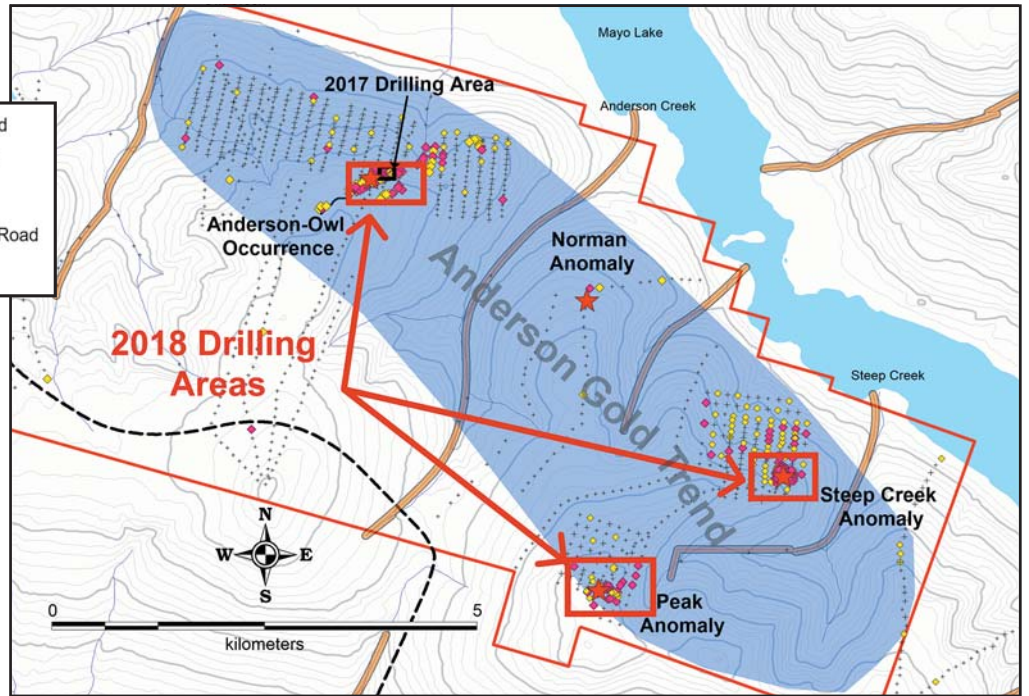 Mayo Lake
2017 Drilling Area
Anderson Creek
Road
Anderson-Owl
Occurrence
Norman
Anomaly
Anderson Gold Trend
2018 Drilling
Areas
Steep Creek
Steep Creek
Anomaly
N
W E
S
0 5
kilometers
Peak
Anomaly